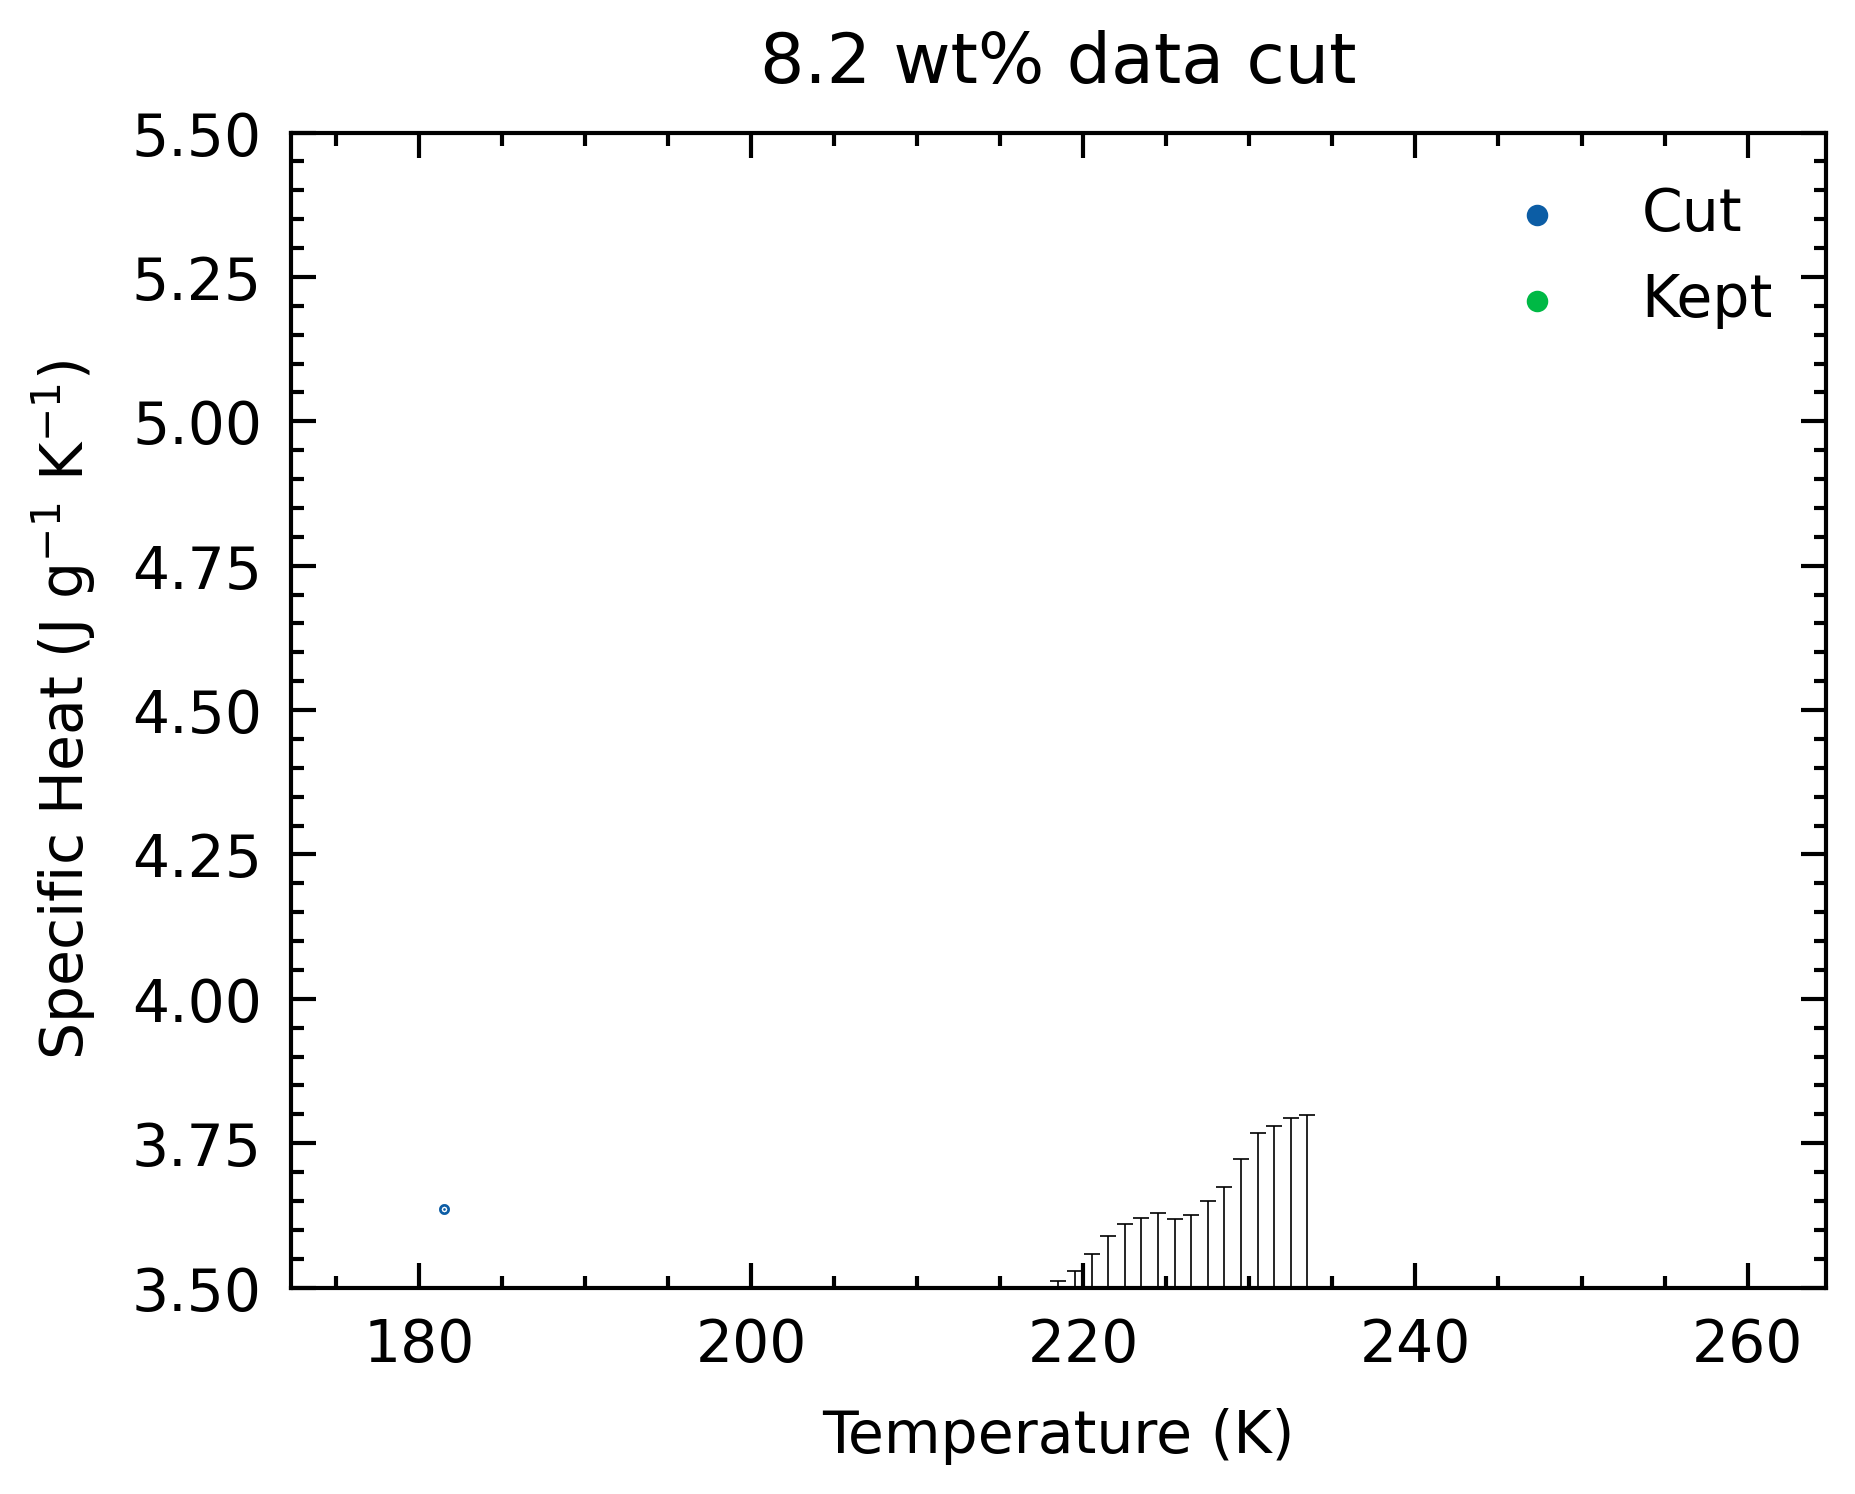 8.2 wt% data cut
5.50
5.25
5.00
4.75
4.50
4.25
4.00
3.75
3.50
Specific Heat (J g⁻¹ K⁻¹)
Cut
Kept
180 200 220 240 260
Temperature (K)